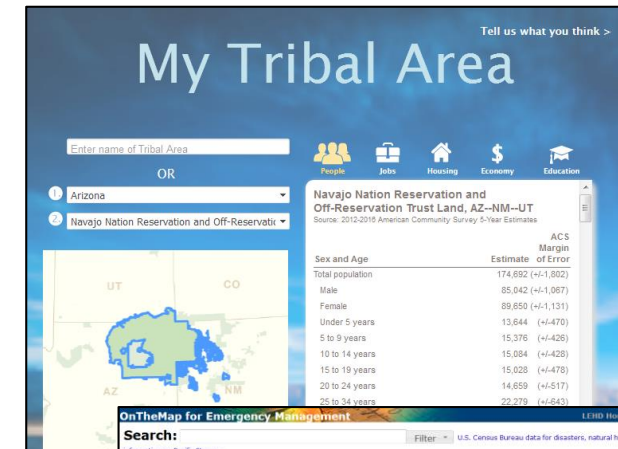 Tell us what you think >
My Tribal Area
Enter name of Tribal Area
OR
1. Arizona
2. Navajo Nation Reservation and Off-Reservatic
People Jobs Housing Economy Education
Navajo Nation Reservation and
Off-Reservation Trust Land, AZ--NM--UT
Source: 2012-2016 American Community Survey 5-Year Estimates
ACS
Margin
Sex and Age Estimate of Error
Total population 174,692 (+/-1,802)
Male 85,042 (+/-1,067)
Female 89,650 (+/-1,131)
Under 5 years 13,644 (+/-470)
5 to 9 years 15,376 (+/-426)
10 to 14 years 15,084 (+/-428)
15 to 19 years 15,028 (+/-478)
20 to 24 years 14,659 (+/-517)
25 to 34 years 22,279 (+/-643)
UT CO
AZ NM
OnTheMap for Emergency Management LEHD Ho
Search: Filter U.S. Census Bureau data for disasters, natural h